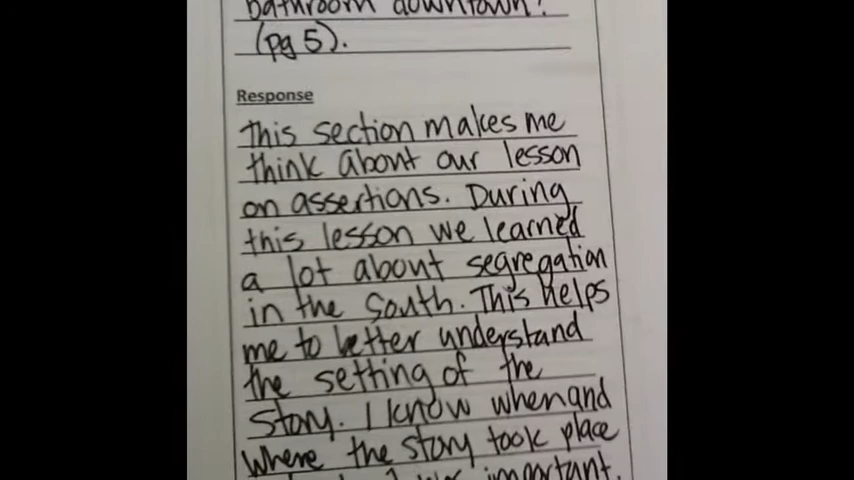 bathroom downtown?
(pg 5).
Response
This section makes me
think about our lesson
on assertions. During
this lesson we learned
a lot about segregation
in the South. This helps
me to better understand
the setting of the
story. I know when and
where the story took place
important.